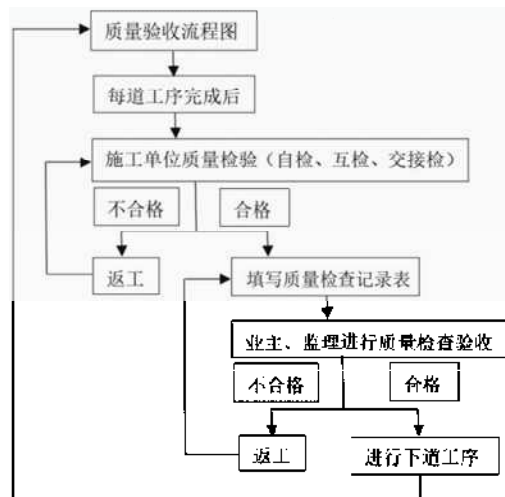 质量验收流程图
每道工序完成后
施工单位质量检验（自检、互检、交接检）
不合格
合格
返工
填写质量检查记录表
业主、监理进行质量检查验收
不合格
合格
返工
进行下道工序